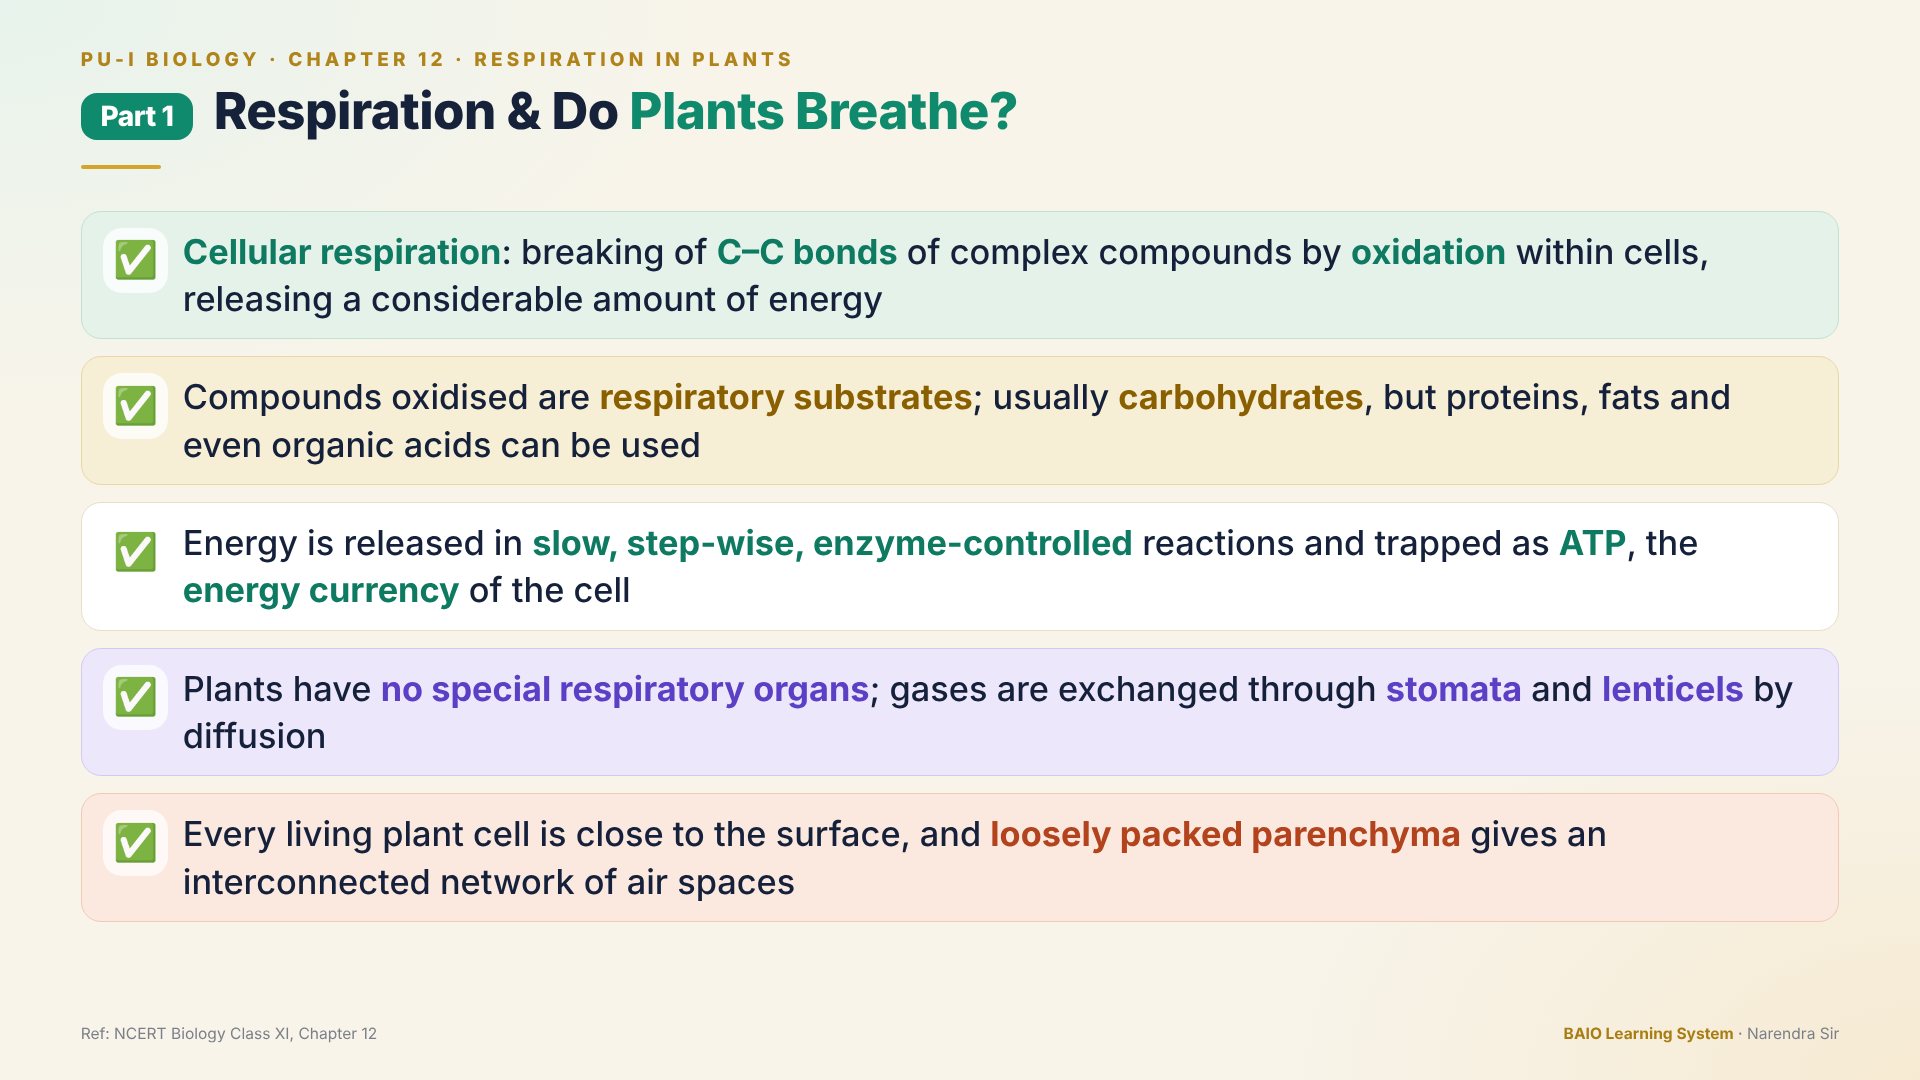 PU-I BIOLOGY · CHAPTER 12 · RESPIRATION IN PLANTS
Part 1 Respiration & Do Plants Breathe?
Cellular respiration: breaking of C–C bonds of complex compounds by oxidation within cells,
releasing a considerable amount of energy
Compounds oxidised are respiratory substrates; usually carbohydrates, but proteins, fats and
even organic acids can be used
Energy is released in slow, step-wise, enzyme-controlled reactions and trapped as ATP, the
energy currency of the cell
Plants have no special respiratory organs; gases are exchanged through stomata and lenticels by
diffusion
Every living plant cell is close to the surface, and loosely packed parenchyma gives an
interconnected network of air spaces
Ref: NCERT Biology Class XI, Chapter 12
BAIO Learning System · Narendra Sir